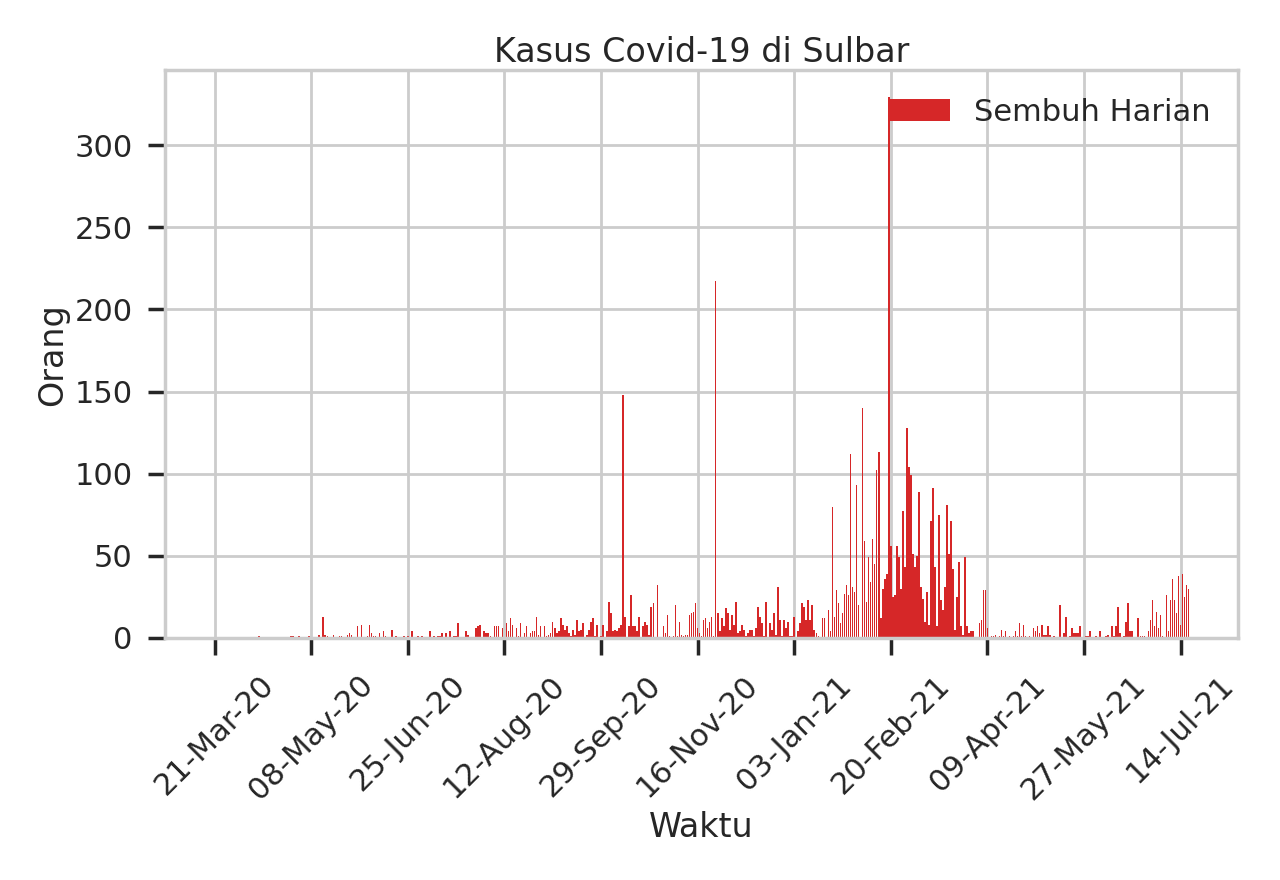 Kasus Covid-19 di Sulbar
Sembuh Harian
300
250
200
150
100
50
0
Orang
21-Mar-20
08-May-20
25-Jun-20
12-Aug-20
29-Sep-20
16-Nov-20
03-Jan-21
20-Feb-21
09-Apr-21
27-May-21
14-Jul-21
Waktu